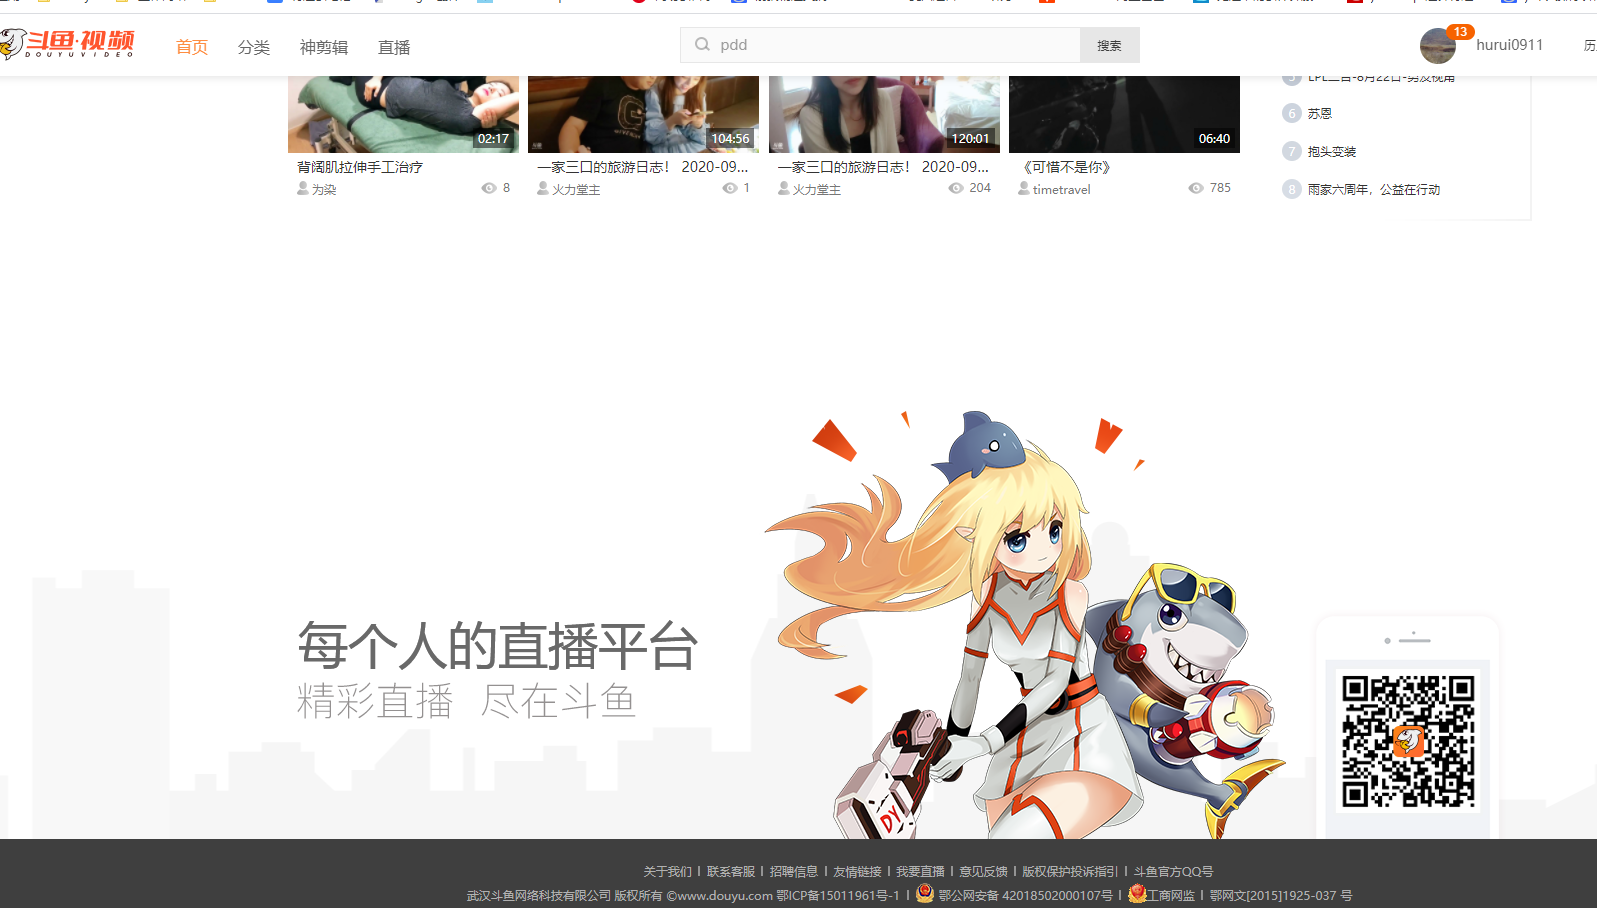 斗鱼·视频
DOUYUVIDEO
首页 分类 神剪辑 直播
pdd
搜索
13
hurui0911
02:17
104:56
120:01
06:40
背阔肌拉伸手工治疗
为染 8
一家三口的旅游日志! 2020-09...
火力堂主 1
一家三口的旅游日志! 2020-09...
火力堂主 204
《可惜不是你》
timetravel 785
6 苏恩
7 抱头变装
8 雨家六周年，公益在行动
每个人的直播平台
精彩直播 尽在斗鱼
DY
关于我们 | 联系客服 | 招聘信息 | 友情链接 | 我要直播 | 意见反馈 | 版权保护投诉指引 | 斗鱼官方QQ号
武汉斗鱼网络科技有限公司 版权所有 ©www.douyu.com 鄂ICP备15011961号-1 | 鄂公网安备 42018502000107号 | 工商网监 | 鄂网文[2015]1925-037 号